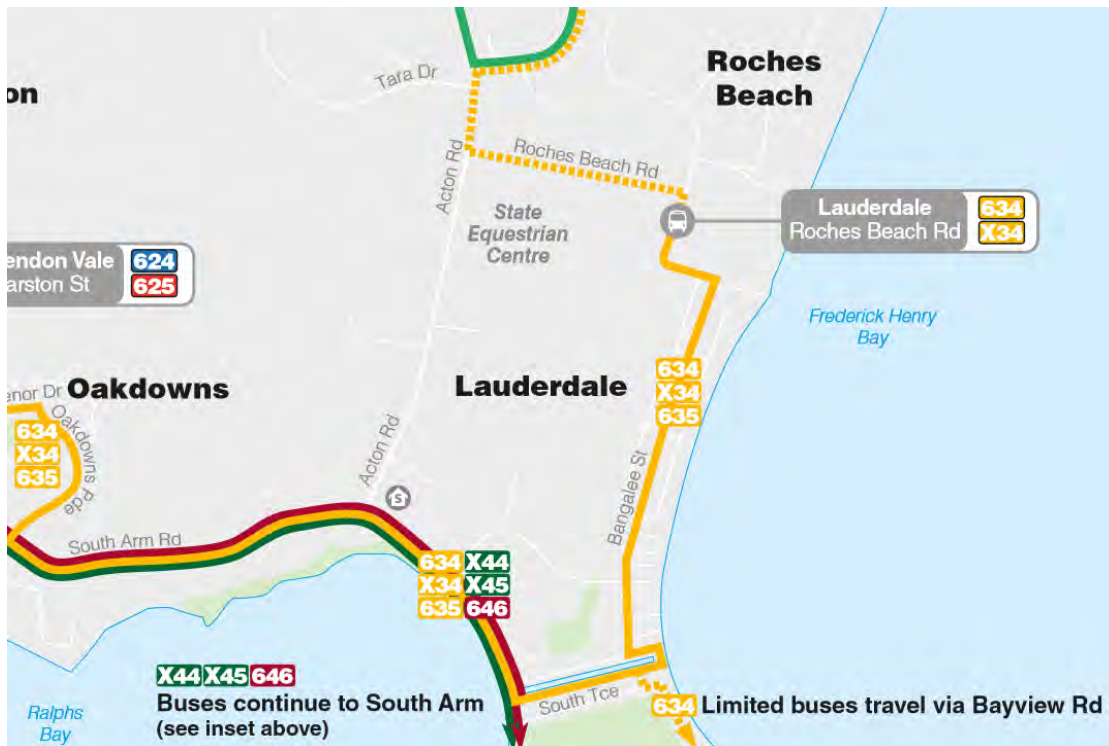 Roches
Beach
Tara Dr
on
Roches Beach Rd
Acton Rd
State
Equestrian
Centre
Lauderdale
Roches Beach Rd
634
X34
endon Vale
arston St
624
625
Frederick Henry
Bay
634
X34
635
Lauderdale
Oakdowns
enor Dr
Oakdowns Pde
634
X34
635
Acton Rd
S
Bangalee St
South Arm Rd
634 X44
X34 X45
635 646
X44 X45 646
Buses continue to South Arm
(see inset above)
South Tce
634 Limited buses travel via Bayview Rd
Ralphs
Bay